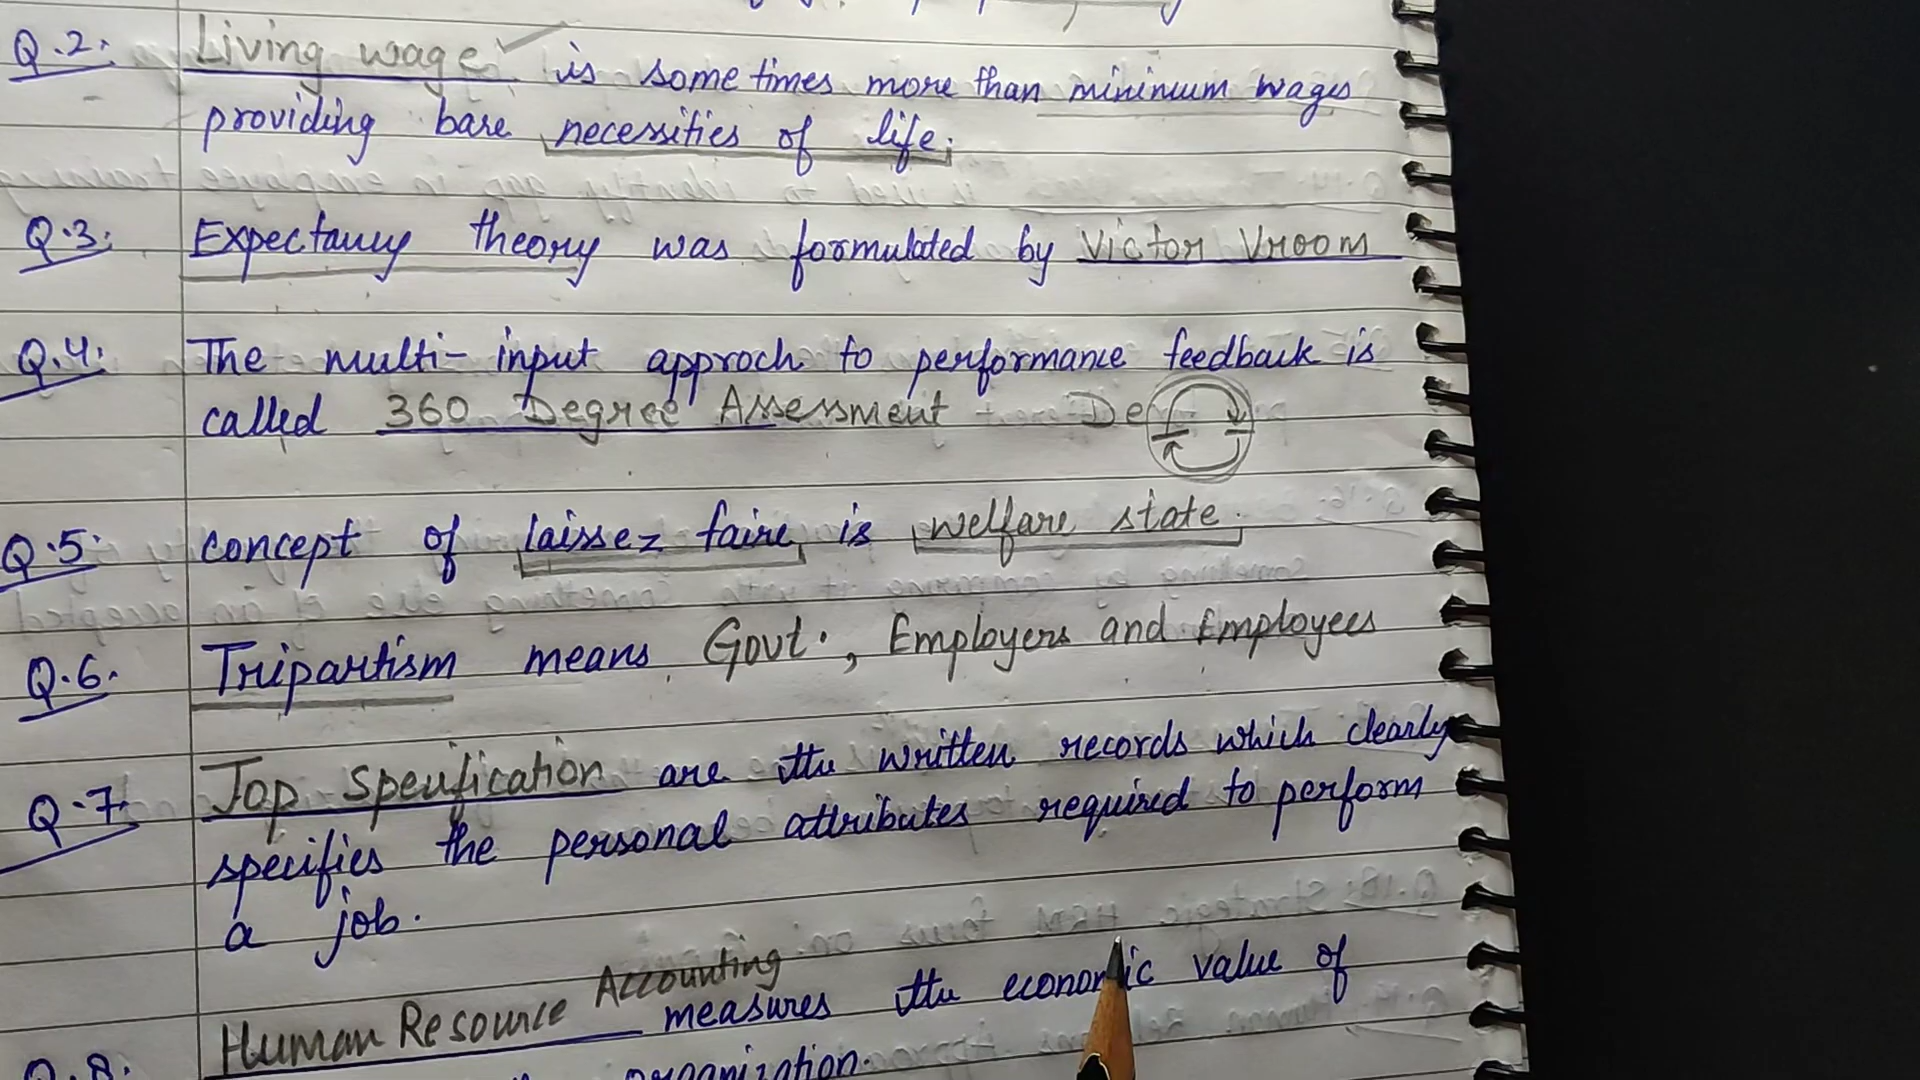 Q.2. Living wage is sometimes more than minimum wages
providing bare necessities of life.
Q.3. Expectancy theory was formulated by Victor Vroom
Q.4. The multi-input approch to performance feedback is
called 360 Degree Assessment De
Q.5. concept of laissez faire is welfare state.
Q.6. Tripartism means Govt., Employers and Employees
Q.7. Jop Specification are the written records which clearly
specifies the personal attributes required to perform
a job.
Q.8. Human Resource Accounting measures the economic value of
organization.